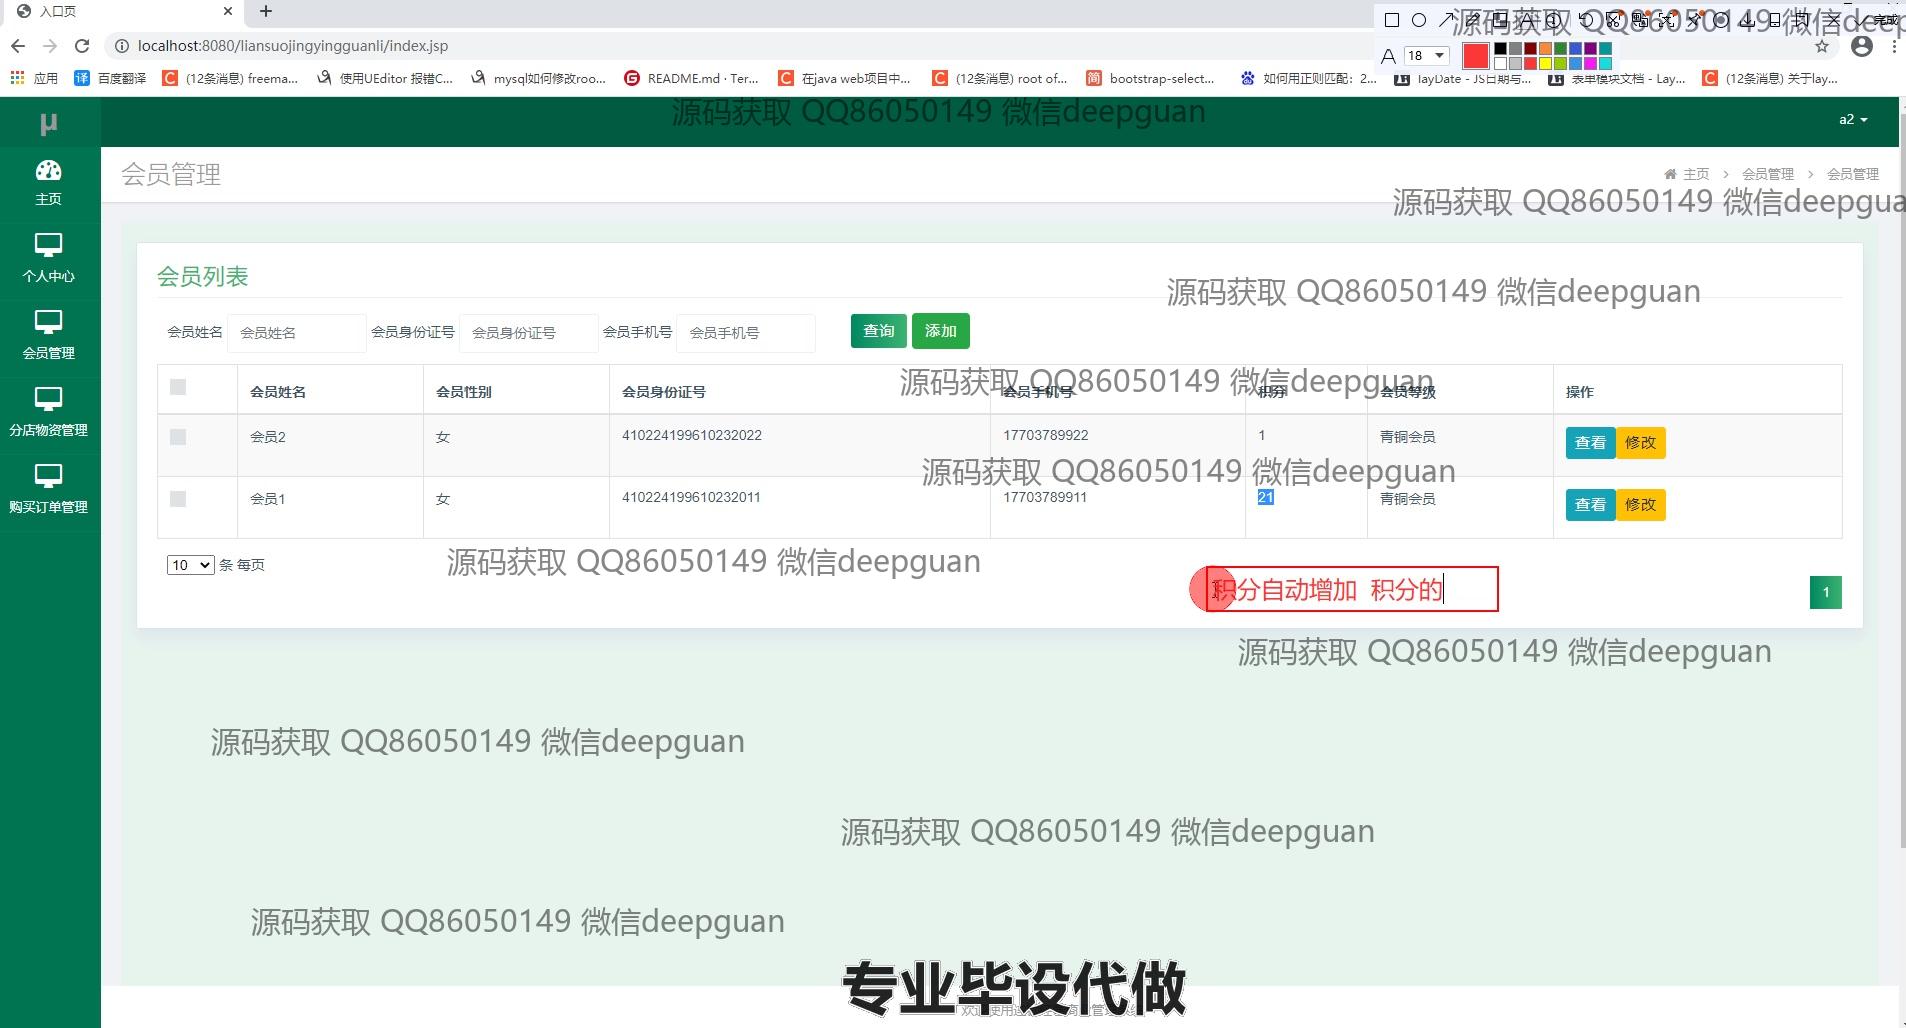 入口页
完成
localhost:8080/liansuojingyingguanli/index.jsp
A 18
应用 百度翻译 (12条消息) freema... 使用UEditor 报错C... mysql如何修改roo... README.md · Ter... 在java web项目中... (12条消息) root of... bootstrap-select... 如何用正则匹配：2... layDate - JS日期与... 表单模块文档 - Lay... (12条消息) 关于lay...
源码获取 QQ86050149 微信deepguan
μ
a2
主页
会员管理
主页 > 会员管理 > 会员管理
源码获取 QQ86050149 微信deepgua
个人中心
会员管理
分店物资管理
购买订单管理
会员列表
源码获取 QQ86050149 微信deepguan
会员姓名 会员姓名 会员身份证号 会员身份证号 会员手机号 会员手机号 查询 添加
源码获取 QQ86050149 微信deepguan
会员姓名 会员性别 会员身份证号 会员手机号 积分 会员等级 操作
会员2 女 410224199610232022 17703789922 1 青铜会员 查看 修改
源码获取 QQ86050149 微信deepguan
会员1 女 410224199610232011 17703789911 21 青铜会员 查看 修改
10 条 每页
源码获取 QQ86050149 微信deepguan
积分自动增加 积分的
1
源码获取 QQ86050149 微信deepguan
源码获取 QQ86050149 微信deepguan
源码获取 QQ86050149 微信deepguan
源码获取 QQ86050149 微信deepguan
专业毕设代做